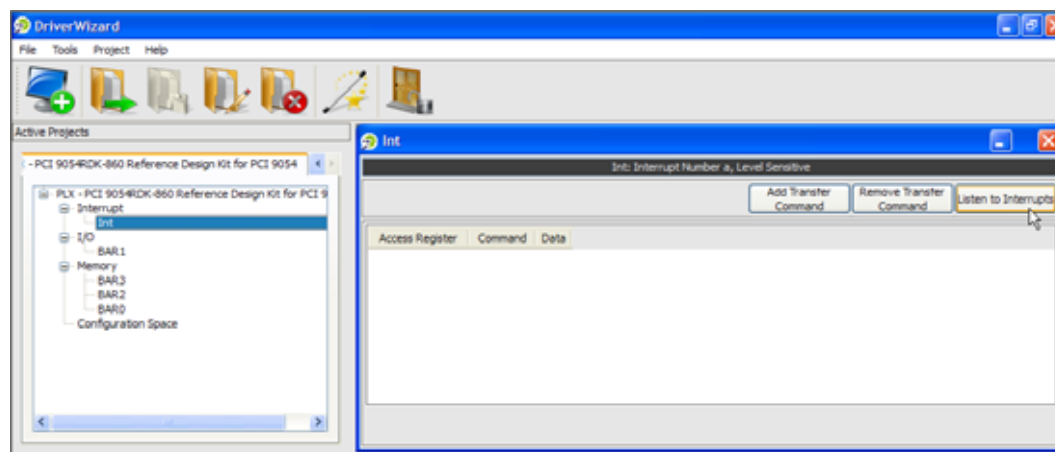 DriverWizard
File Tools Project Help
Active Projects
- PCI 9054RDK-860 Reference Design Kit for PCI 9054
PLX - PCI 9054RDK-860 Reference Design Kit for PCI 9
Interrupt
Int
I/O
BAR1
Memory
BAR3
BAR2
BAR0
Configuration Space
Int
Int: Interrupt Number a, Level Sensitive
Add Transfer
Command
Remove Transfer
Command
Listen to Interrupts
Access Register Command Data